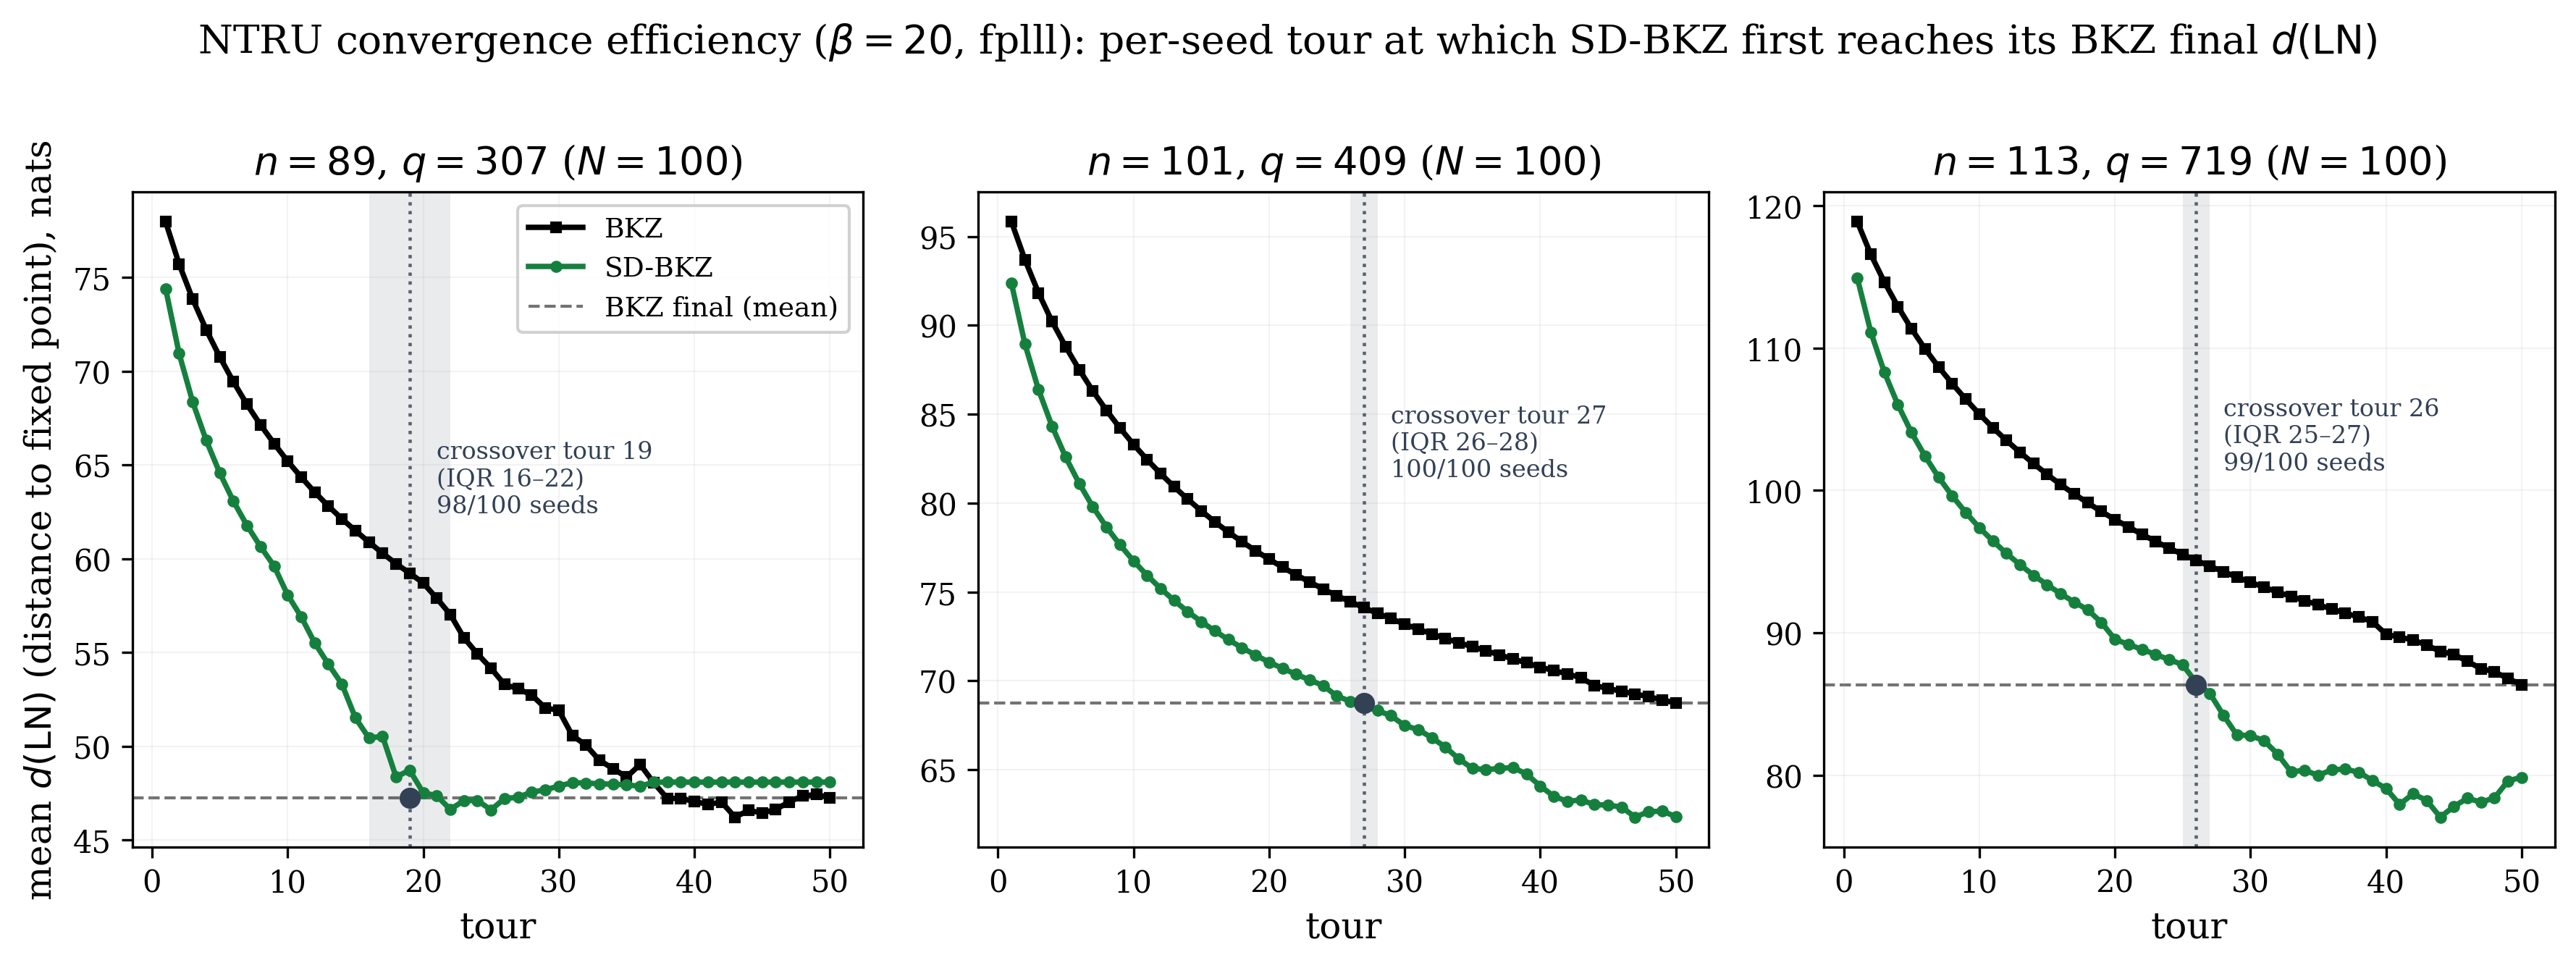 NTRU convergence efficiency (β = 20, fplll): per-seed tour at which SD-BKZ first reaches its BKZ final d(LN)
mean d(LN) (distance to fixed point), nats
n = 89, q = 307 (N = 100)
75
70
65
60
55
50
45
BKZ
SD-BKZ
BKZ final (mean)
crossover tour 19
(IQR 16–22)
98/100 seeds
0 10 20 30 40 50
tour
n = 101, q = 409 (N = 100)
95
90
85
80
75
70
65
crossover tour 27
(IQR 26–28)
100/100 seeds
0 10 20 30 40 50
tour
n = 113, q = 719 (N = 100)
120
110
100
90
80
crossover tour 26
(IQR 25–27)
99/100 seeds
0 10 20 30 40 50
tour